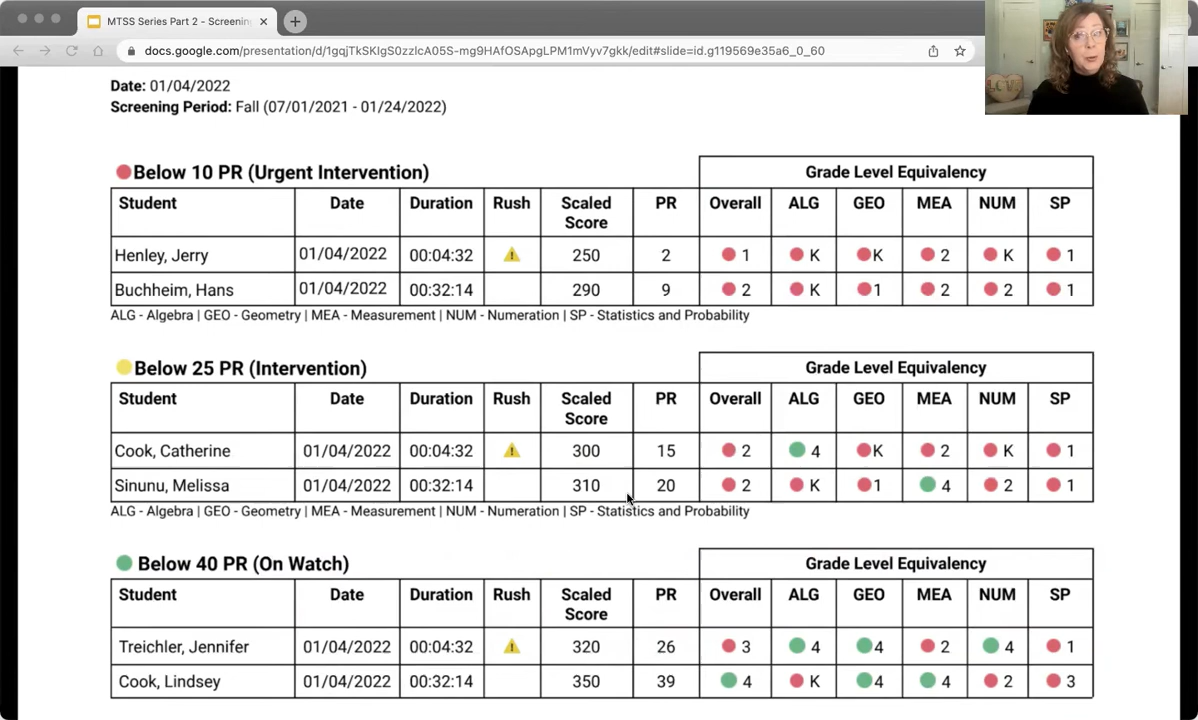 MTSS Series Part 2 - Screenin
docs.google.com/presentation/d/1gqjTkSKIgS0zzlcA05S-mg9HAfOSApgLPM1mVyv7gkk/edit#slide=id.g119569e35a6_0_60
Date: 01/04/2022
Screening Period: Fall (07/01/2021 - 01/24/2022)
Below 10 PR (Urgent Intervention) Grade Level Equivalency
Student Date Duration Rush Scaled Score PR Overall ALG GEO MEA NUM SP
Henley, Jerry 01/04/2022 00:04:32 250 2 1 K K 2 K 1
Buchheim, Hans 01/04/2022 00:32:14 290 9 2 K 1 2 2 1
ALG - Algebra | GEO - Geometry | MEA - Measurement | NUM - Numeration | SP - Statistics and Probability
Below 25 PR (Intervention) Grade Level Equivalency
Student Date Duration Rush Scaled Score PR Overall ALG GEO MEA NUM SP
Cook, Catherine 01/04/2022 00:04:32 300 15 2 4 K 2 K 1
Sinunu, Melissa 01/04/2022 00:32:14 310 20 2 K 1 4 2 1
ALG - Algebra | GEO - Geometry | MEA - Measurement | NUM - Numeration | SP - Statistics and Probability
Below 40 PR (On Watch) Grade Level Equivalency
Student Date Duration Rush Scaled Score PR Overall ALG GEO MEA NUM SP
Treichler, Jennifer 01/04/2022 00:04:32 320 26 3 4 4 2 4 1
Cook, Lindsey 01/04/2022 00:32:14 350 39 4 K 4 4 2 3